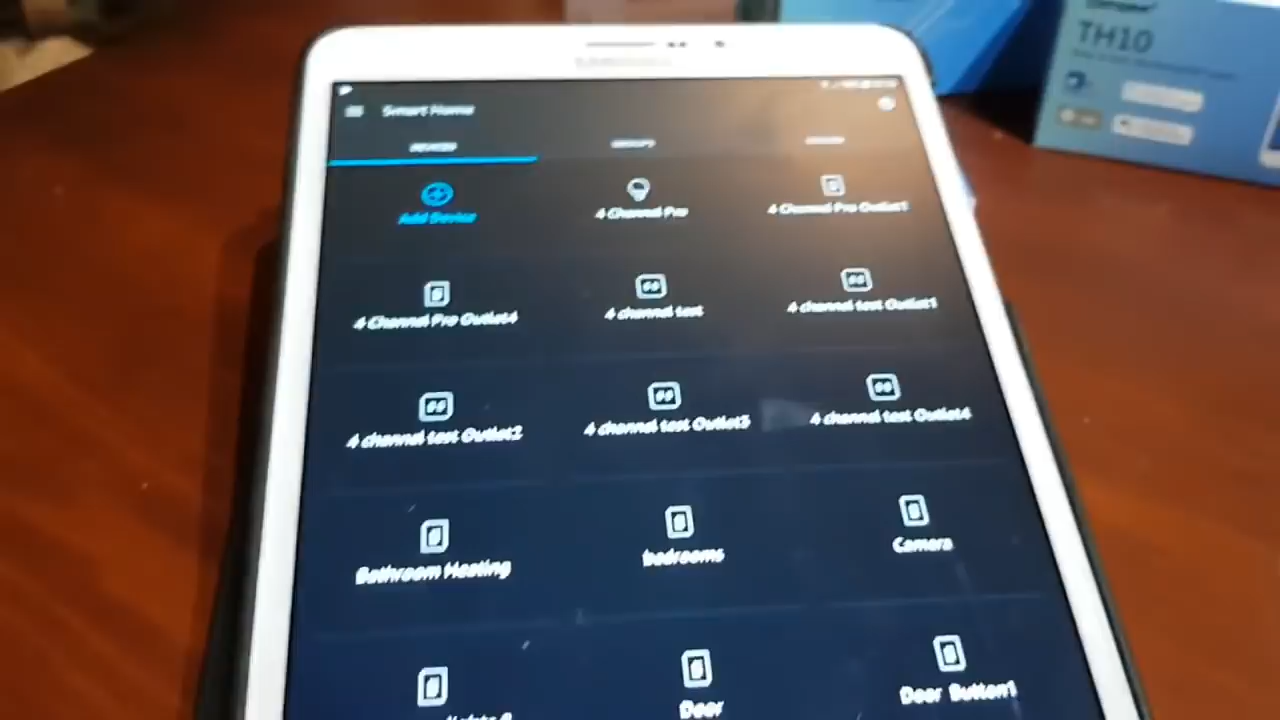 SAMSUNG
TH10
Smart Home
DEVICES
Add Device
4 Channel Pro
4 Channel Pro Outlet1
4 Channel Pro Outlet4
4 channel test
4 channel test Outlet1
4 channel test Outlet2
4 channel test Outlet3
4 channel test Outlet4
Bathroom Heating
bedrooms
Camera
Door
Door Button1